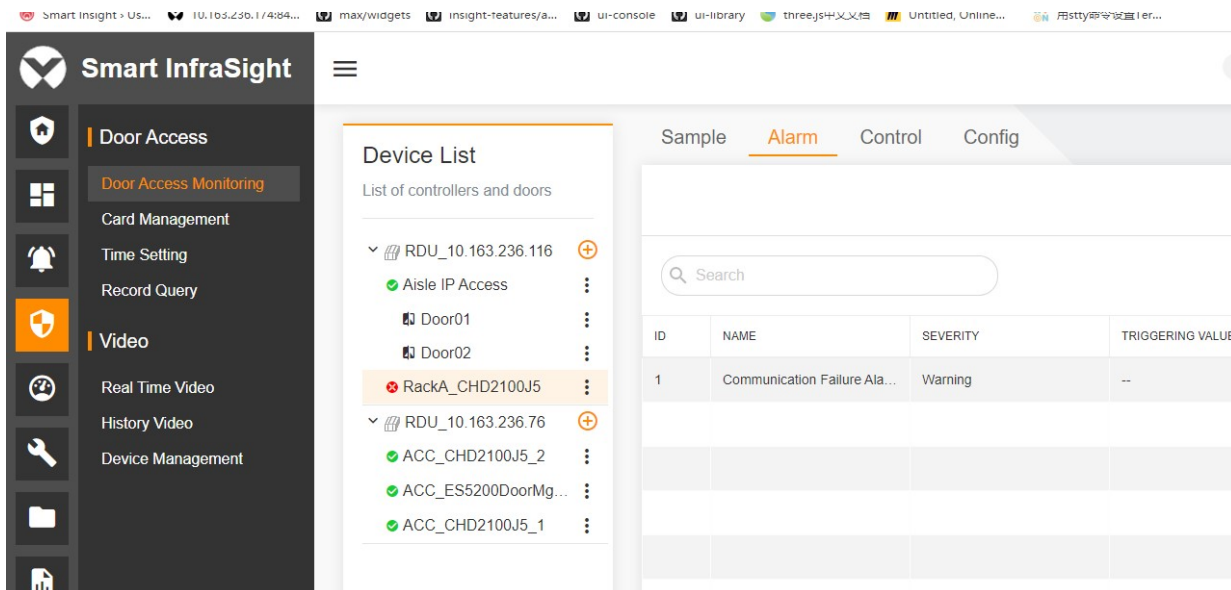 Smart Insight › Us... 10.163.236.174:84... max/widgets insight-features/a... ui-console ui-library three.js中文文档 Untitled, Online... 用stty命令设置Ter...
Smart InfraSight
Door Access
Door Access Monitoring
Card Management
Time Setting
Record Query
Video
Real Time Video
History Video
Device Management
Device List
List of controllers and doors
RDU_10.163.236.116
Aisle IP Access
Door01
Door02
RackA_CHD2100J5
RDU_10.163.236.76
ACC_CHD2100J5_2
ACC_ES5200DoorMg...
ACC_CHD2100J5_1
Sample Alarm Control Config
Search
ID NAME SEVERITY TRIGGERING VALUE
1 Communication Failure Ala... Warning --